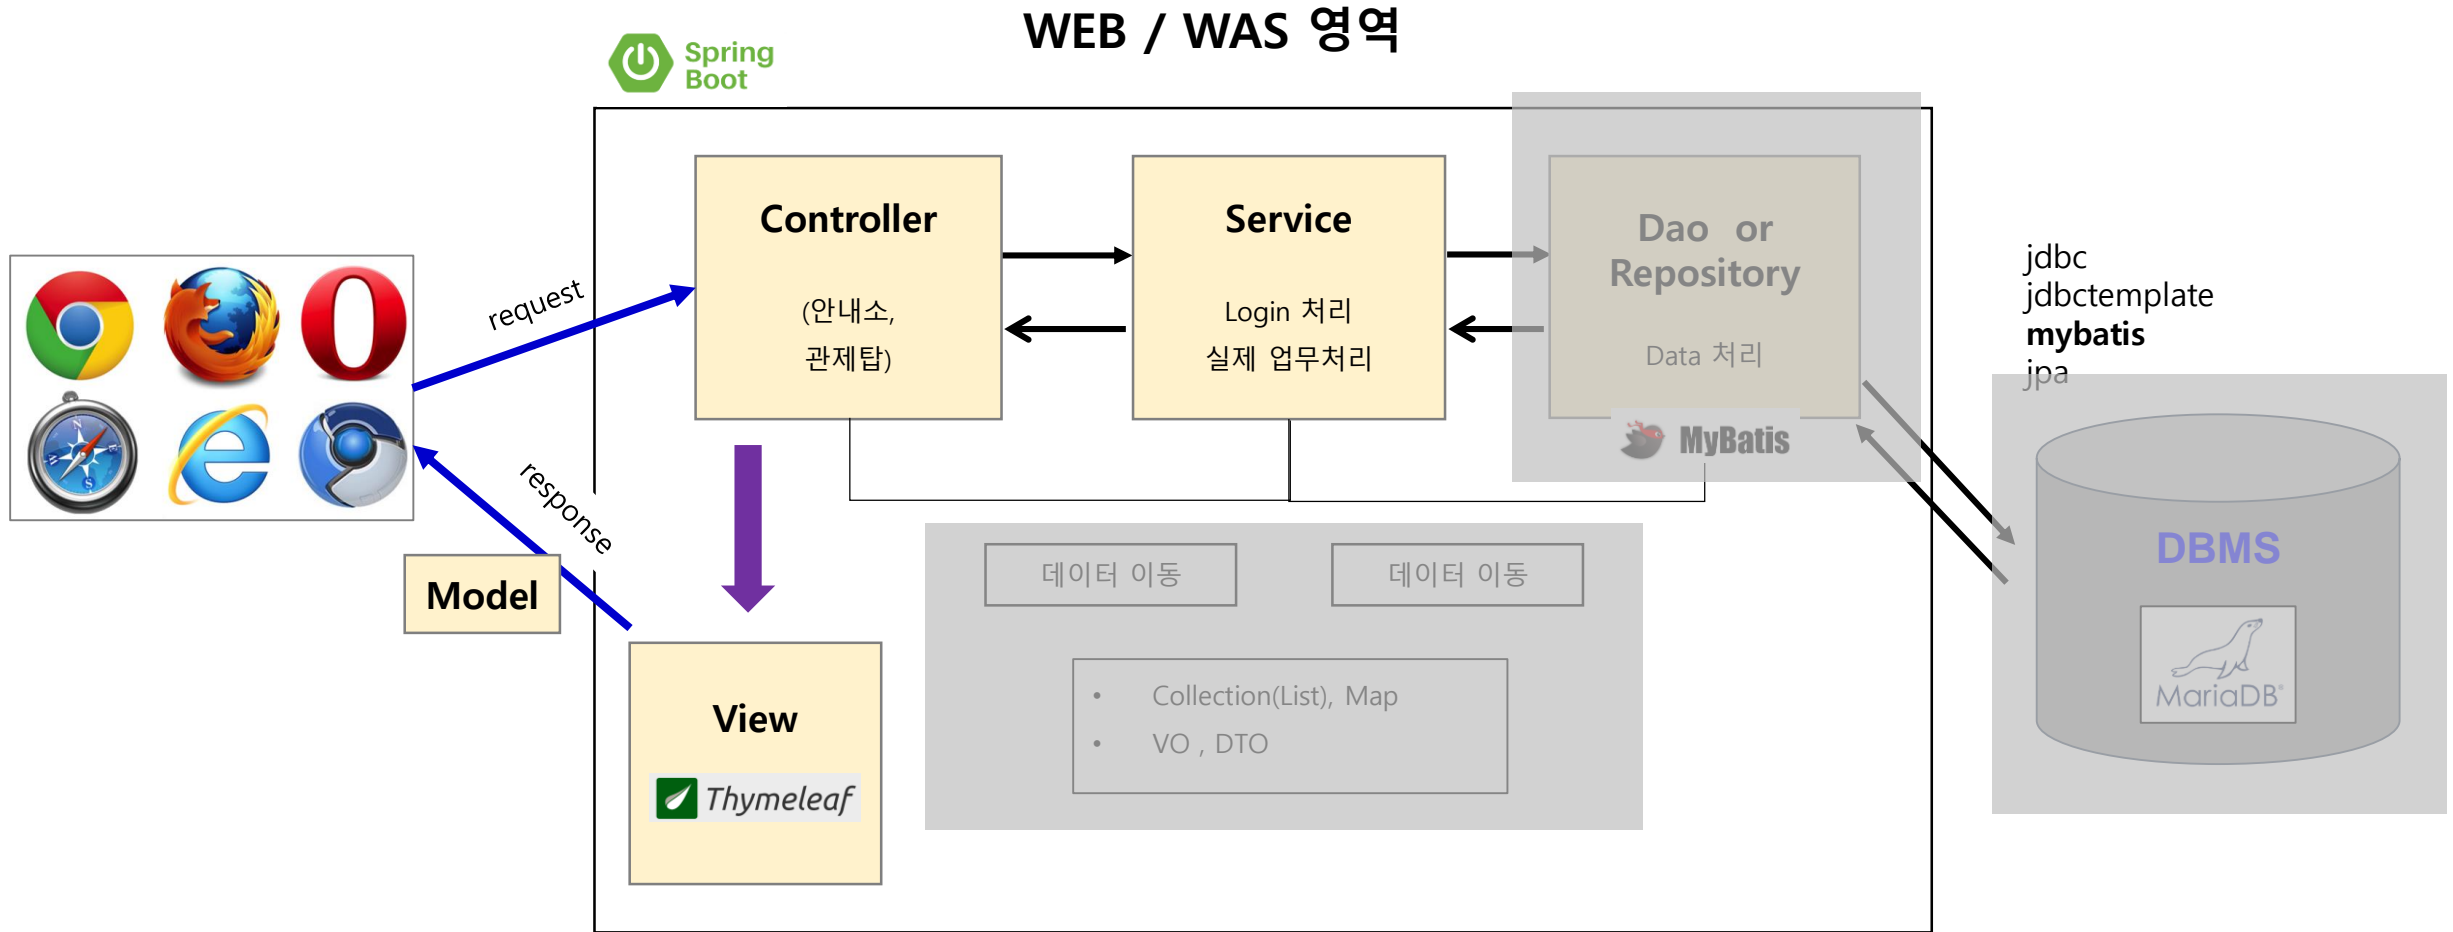 WEB / WAS 영역
Spring
Boot
Controller
(안내소,
관제탑)
Service
Login 처리
실제 업무처리
Dao or
Repository
Data 처리
MyBatis
request
response
Model
View
Thymeleaf
데이터 이동
데이터 이동
• Collection(List), Map
• VO , DTO
jdbc
jdbctemplate
mybatis
jpa
DBMS
MariaDB®